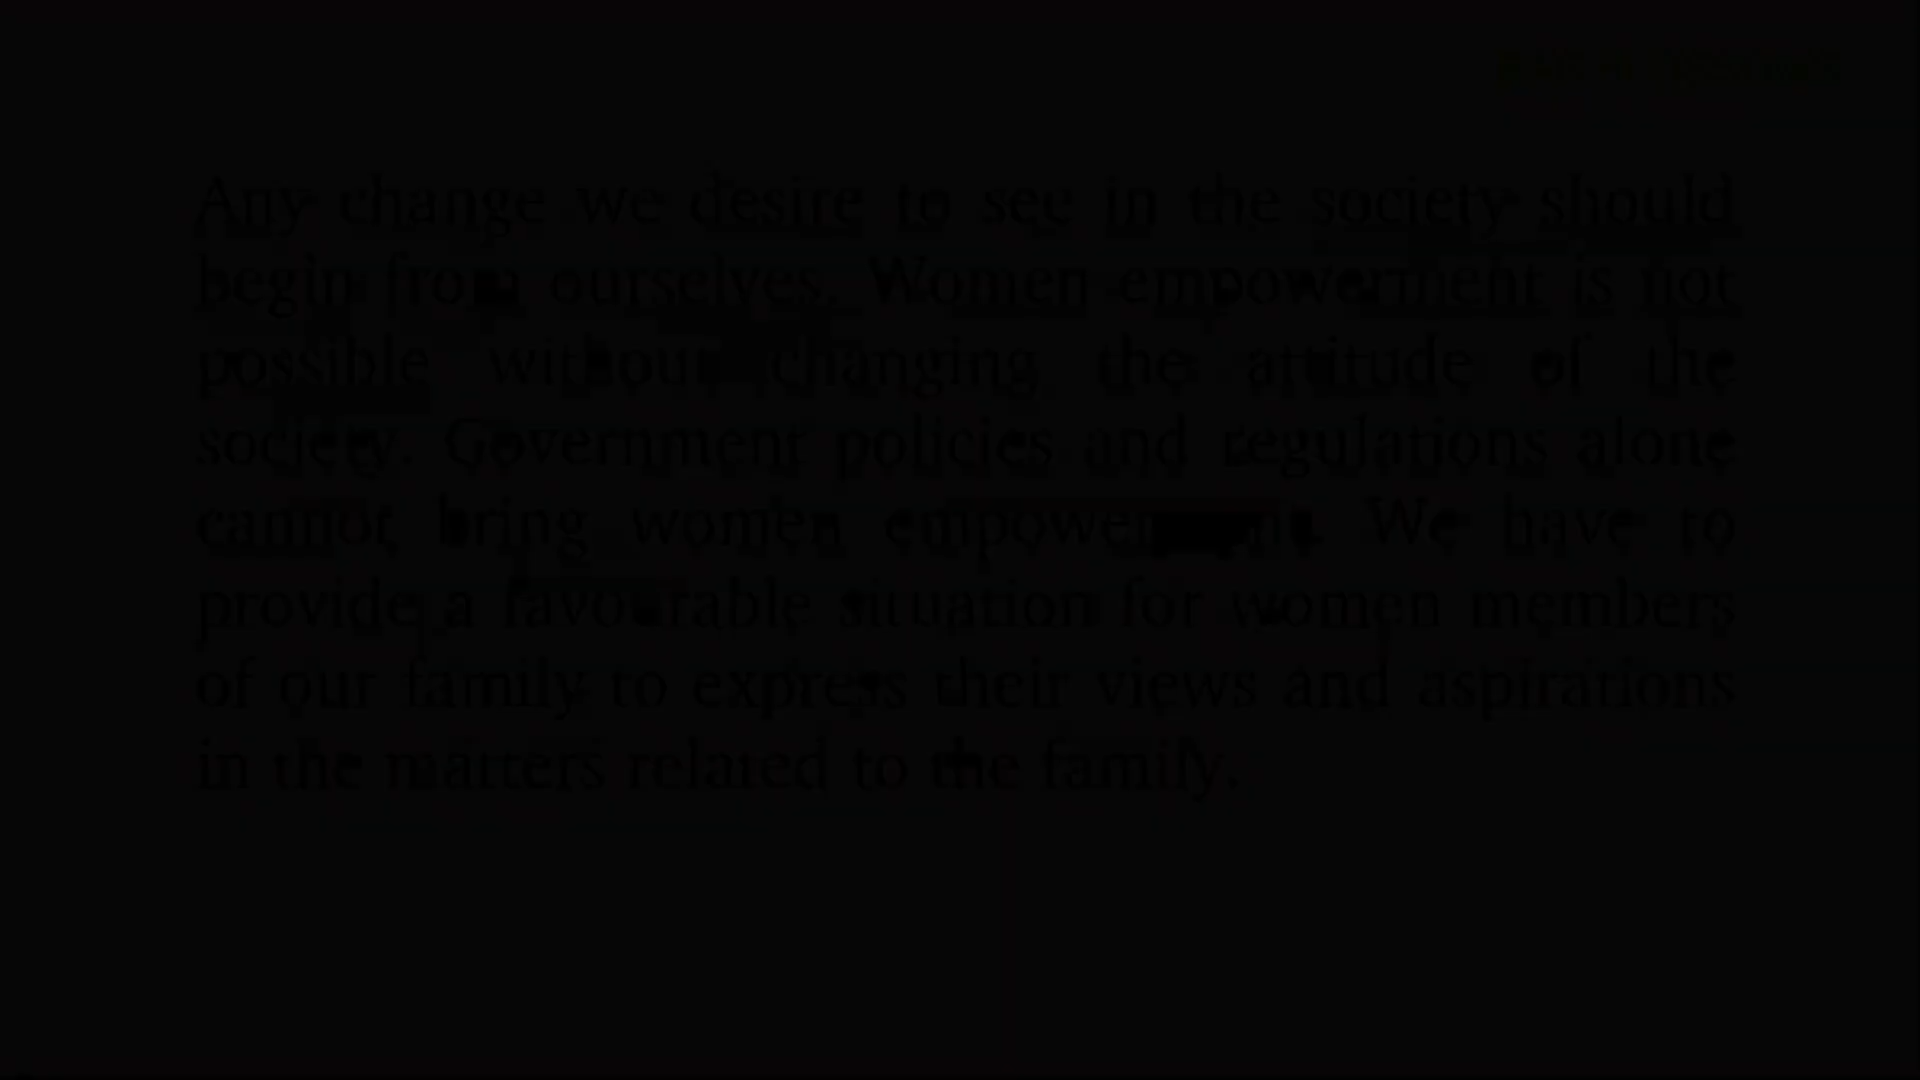 Any change we desire to see in the society should
begin from ourselves. Women empowerment is not
possible without changing the attitude of the
society. Government policies and regulations alone
cannot bring women empowerment. We have to
provide a favourable situation for women members
of our family to express their views and aspirations
in the matters related to the family.